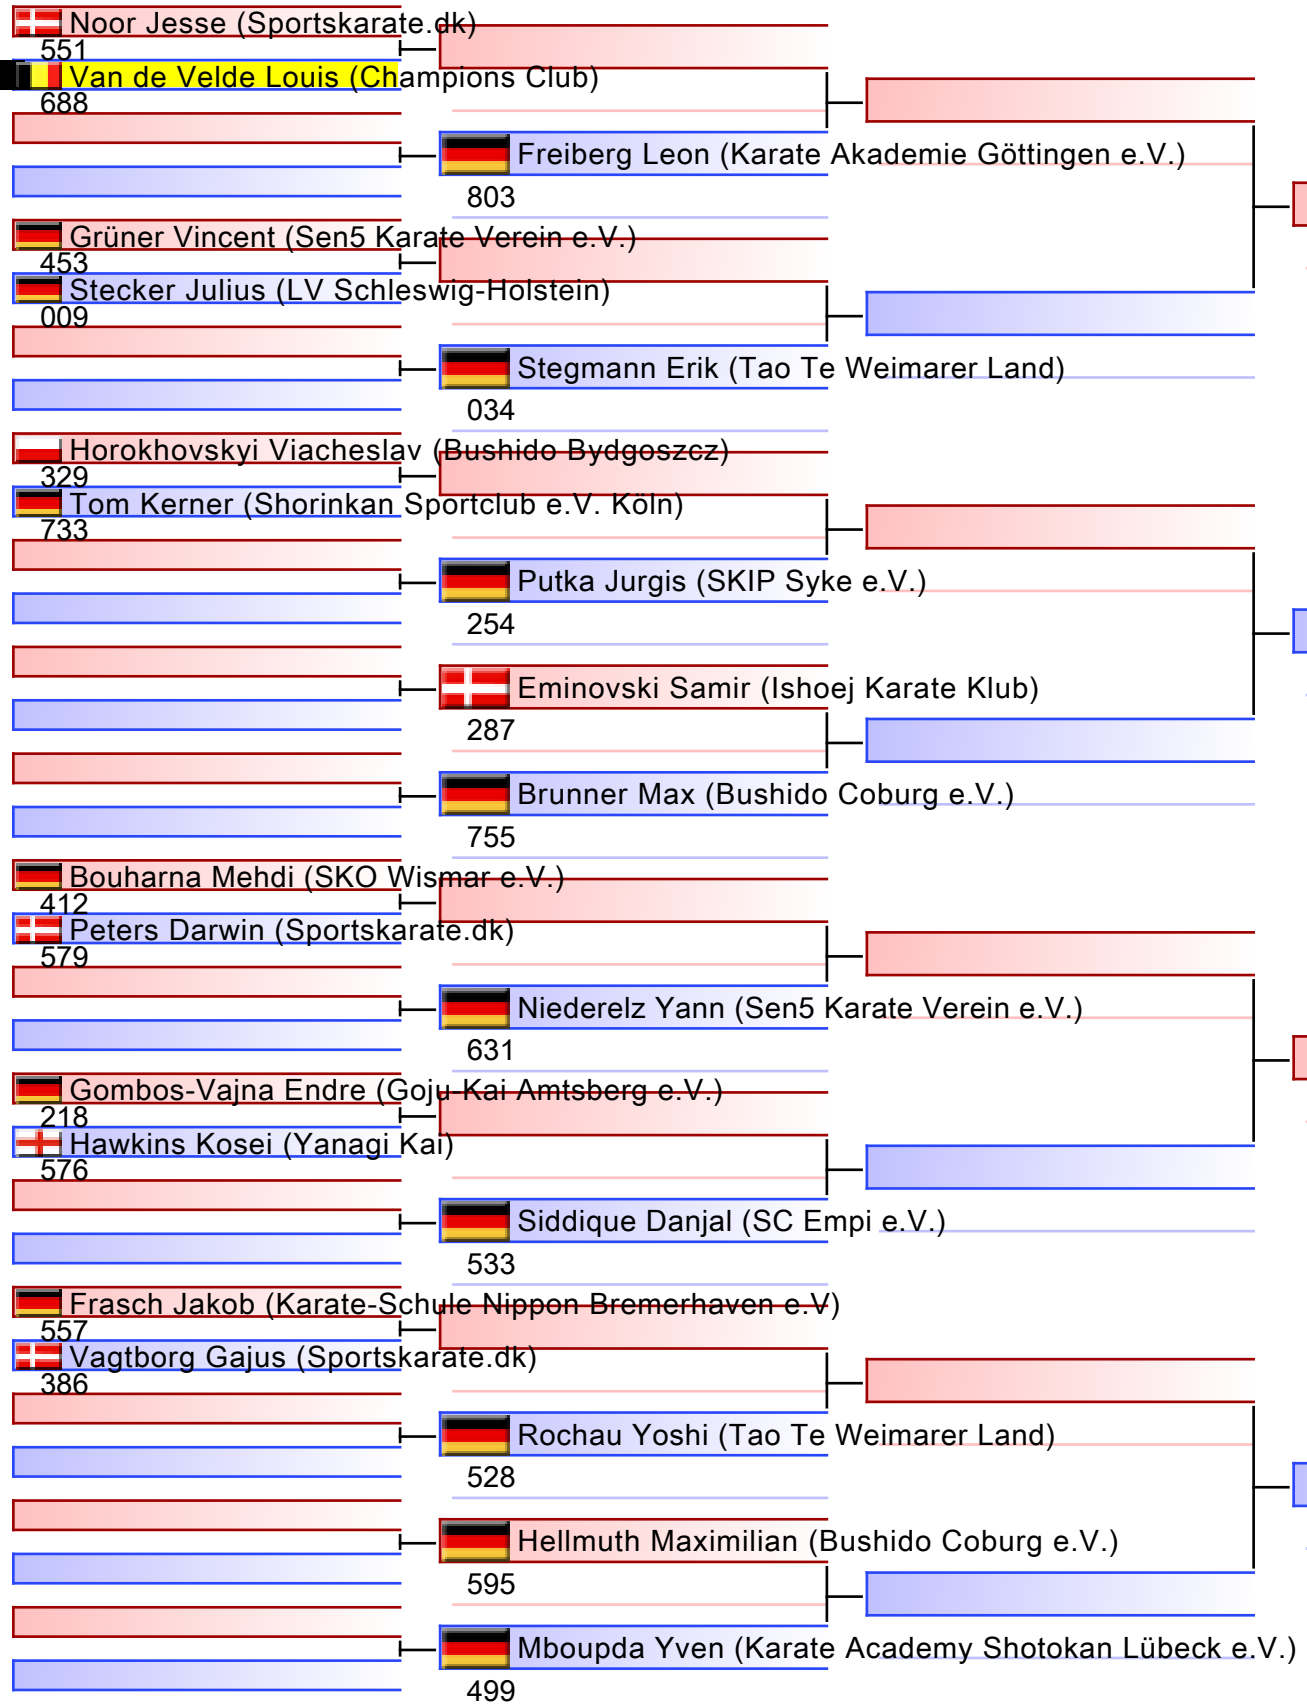 Noor Jesse (Sportskarate.dk)
551
Van de Velde Louis (Champions Club)
688
Freiberg Leon (Karate Akademie Göttingen e.V.)
803
Grüner Vincent (Sen5 Karate Verein e.V.)
453
Stecker Julius (LV Schleswig-Holstein)
009
Stegmann Erik (Tao Te Weimarer Land)
034
Horokhovskyi Viacheslav (Bushido Bydgoszcz)
329
Tom Kerner (Shorinkan Sportclub e.V. Köln)
733
Putka Jurgis (SKIP Syke e.V.)
254
Eminovski Samir (Ishoej Karate Klub)
287
Brunner Max (Bushido Coburg e.V.)
755
Bouharna Mehdi (SKO Wismar e.V.)
412
Peters Darwin (Sportskarate.dk)
579
Niederelz Yann (Sen5 Karate Verein e.V.)
631
Gombos-Vajna Endre (Goju-Kai Amtsberg e.V.)
218
Hawkins Kosei (Yanagi Kai)
576
Siddique Danjal (SC Empi e.V.)
533
Frasch Jakob (Karate-Schule Nippon Bremerhaven e.V)
557
Vagtborg Gajus (Sportskarate.dk)
386
Rochau Yoshi (Tao Te Weimarer Land)
528
Hellmuth Maximilian (Bushido Coburg e.V.)
595
Mboupda Yven (Karate Academy Shotokan Lübeck e.V.)
499